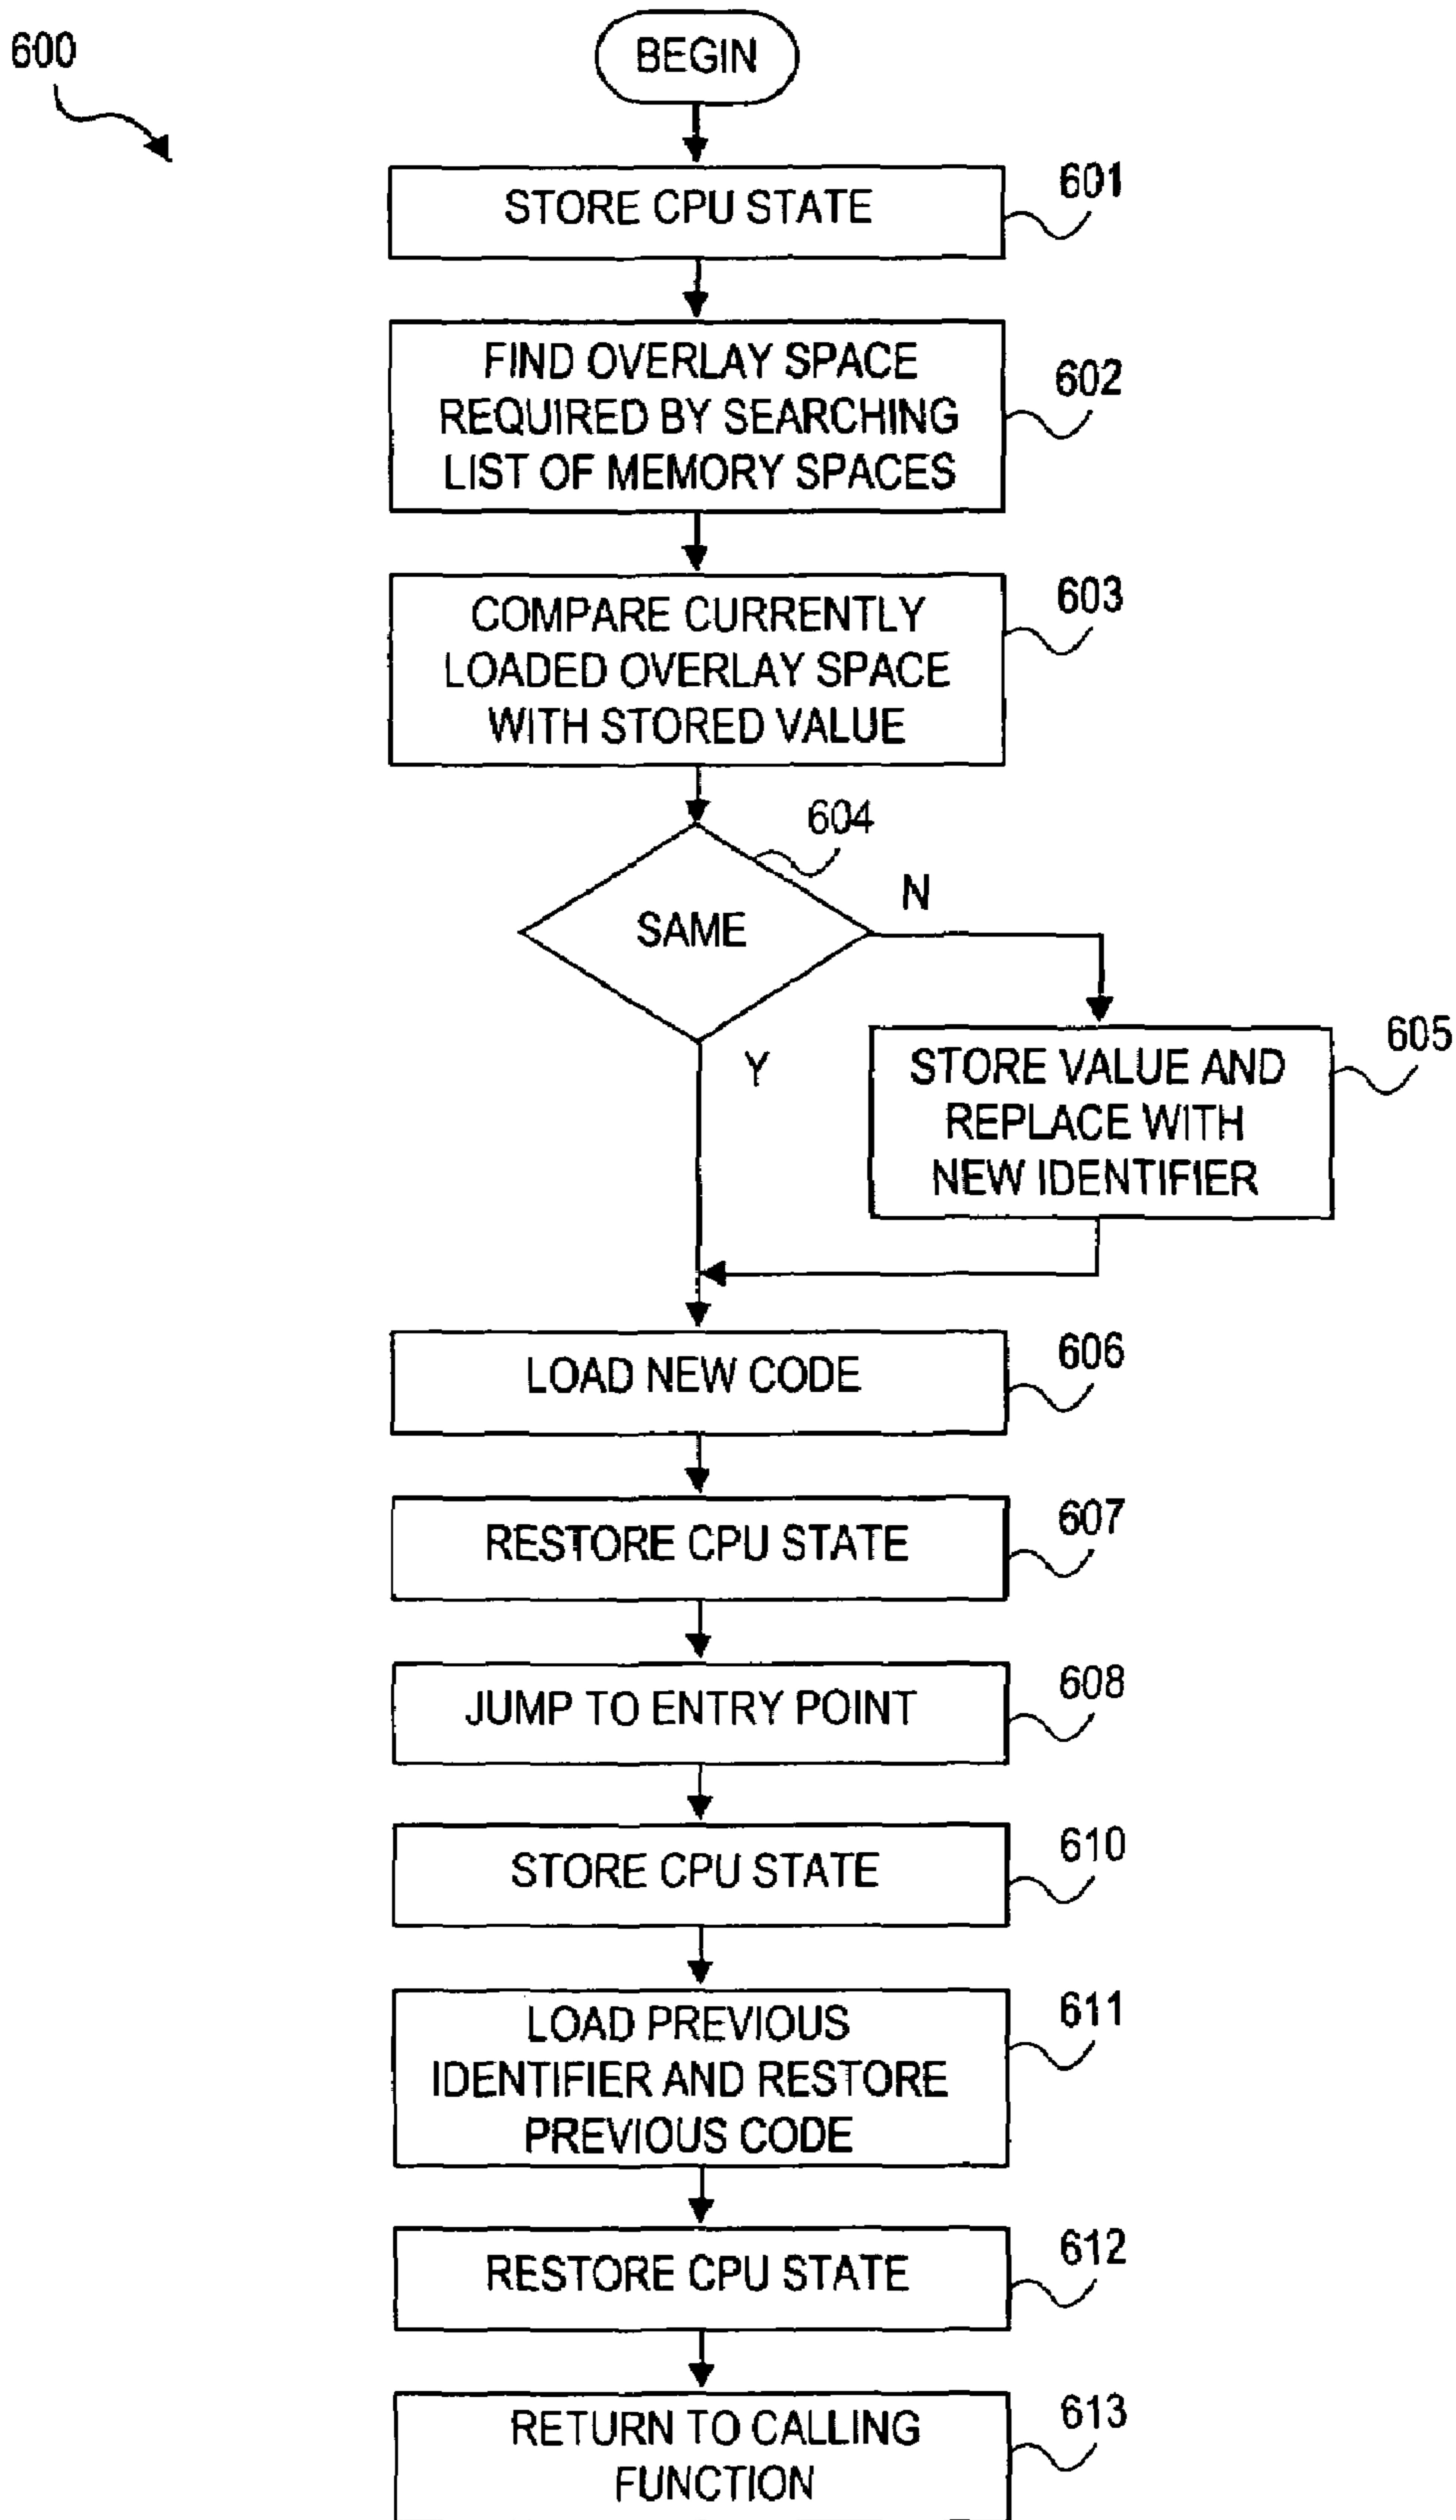 600
BEGIN
STORE CPU STATE
601
FIND OVERLAY SPACE
REQUIRED BY SEARCHING
LIST OF MEMORY SPACES
602
COMPARE CURRENTLY
LOADED OVERLAY SPACE
WITH STORED VALUE
603
604
SAME
N
Y
STORE VALUE AND
REPLACE WITH
NEW IDENTIFIER
605
LOAD NEW CODE
606
RESTORE CPU STATE
607
JUMP TO ENTRY POINT
608
STORE CPU STATE
610
LOAD PREVIOUS
IDENTIFIER AND RESTORE
PREVIOUS CODE
611
RESTORE CPU STATE
612
RETURN TO CALLING
FUNCTION
613